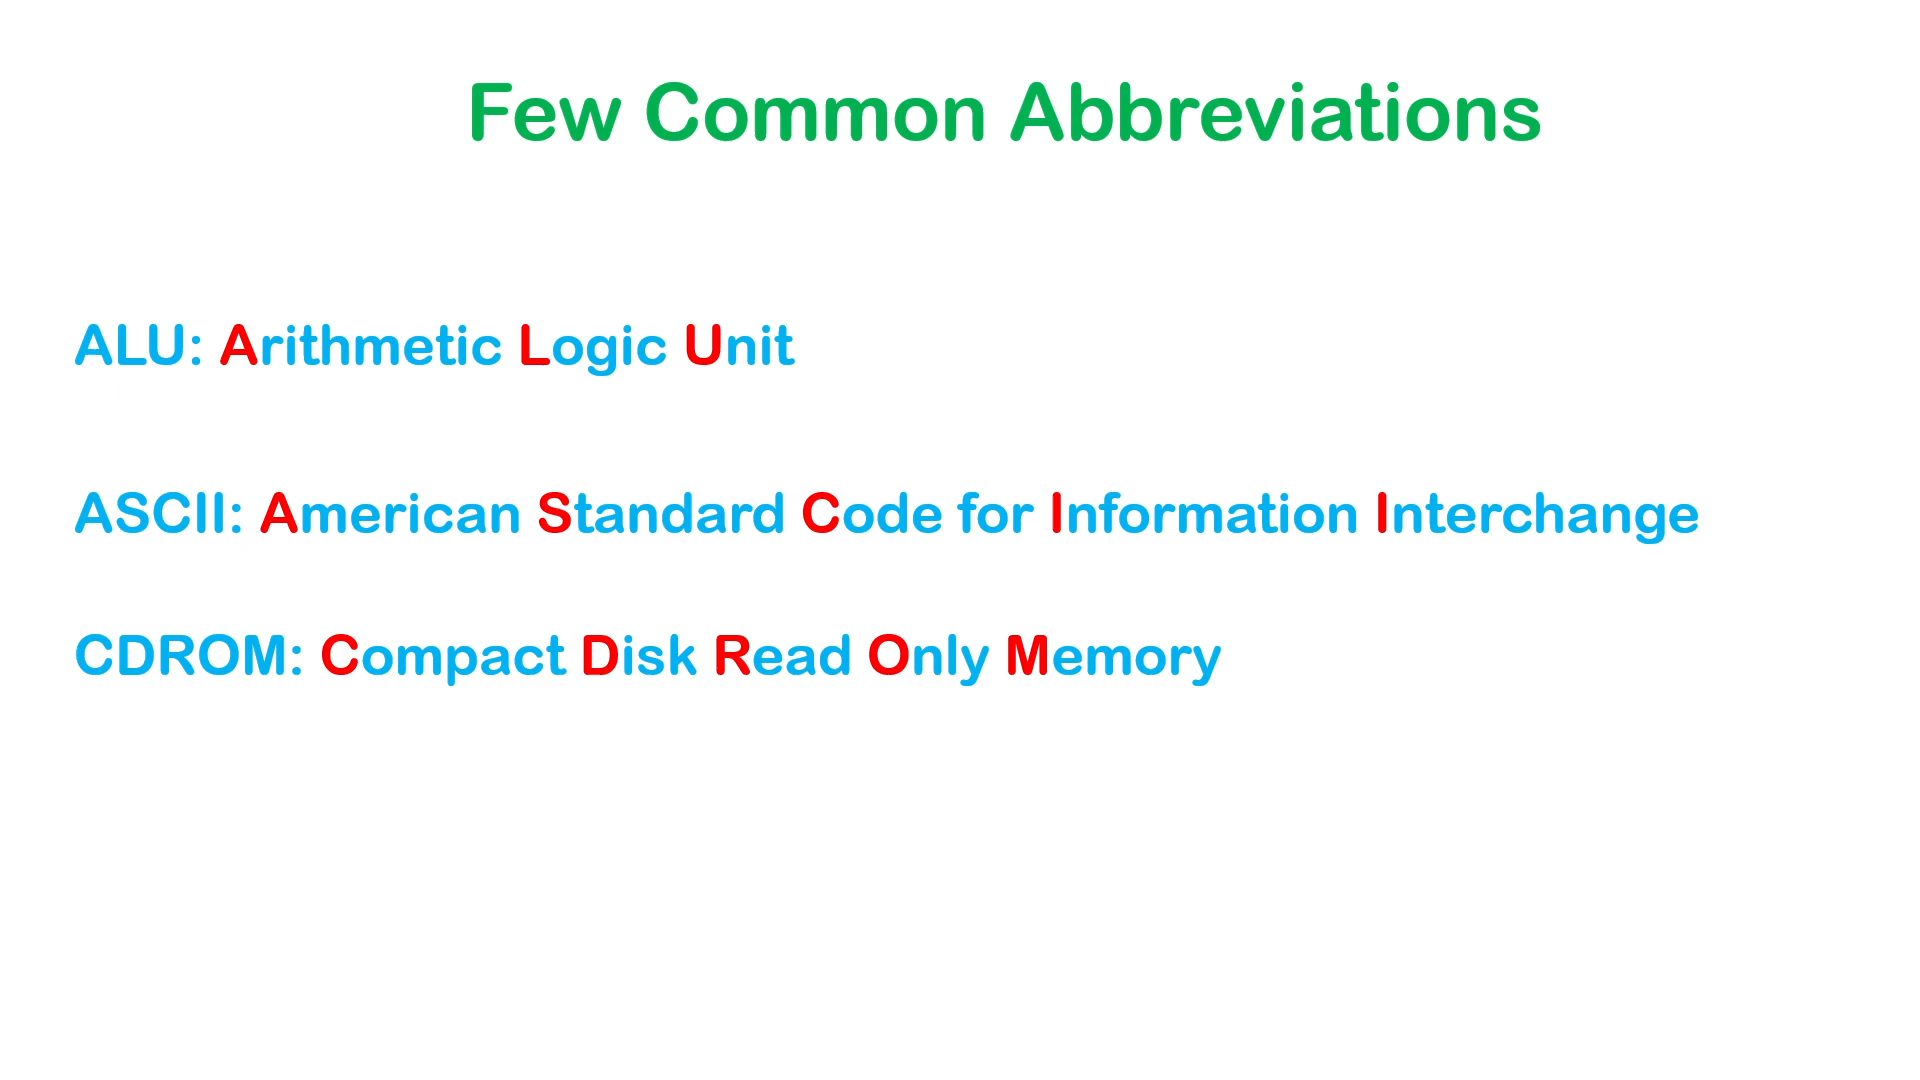 Few Common Abbreviations
ALU: Arithmetic Logic Unit
ASCII: American Standard Code for Information Interchange
CDROM: Compact Disk Read Only Memory